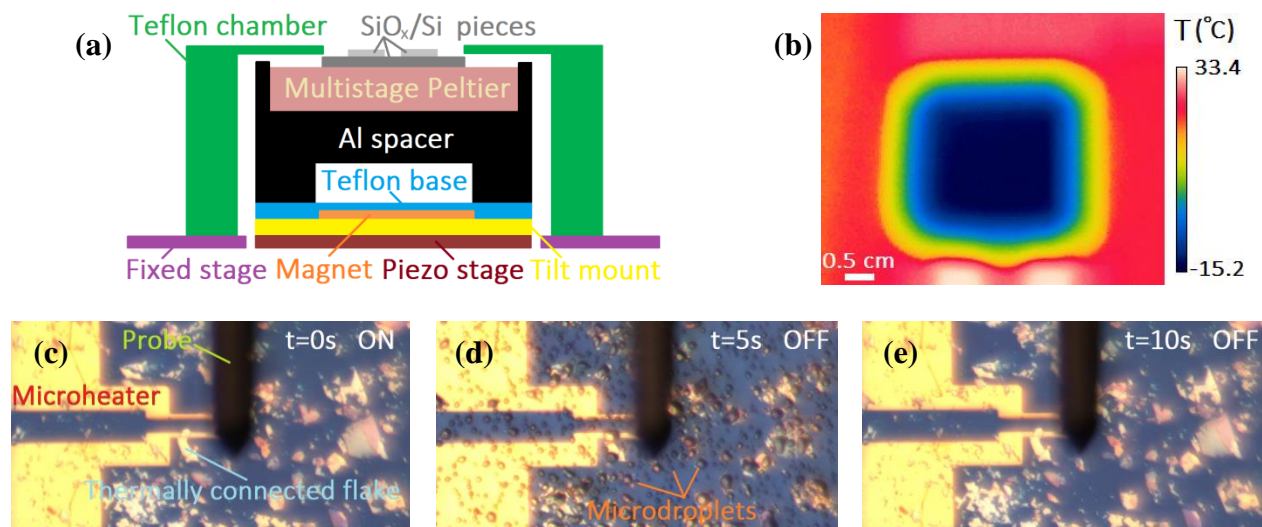 (a)
Teflon chamber
SiOₓ/Si pieces
Multistage Peltier
Al spacer
Teflon base
Fixed stage Magnet Piezo stage Tilt mount
(b)
T (°C)
33.4
-15.2
0.5 cm
(c)
Probe
t=0s ON
Microheater
Thermally connected flake
(d)
t=5s OFF
Microdroplets
(e)
t=10s OFF